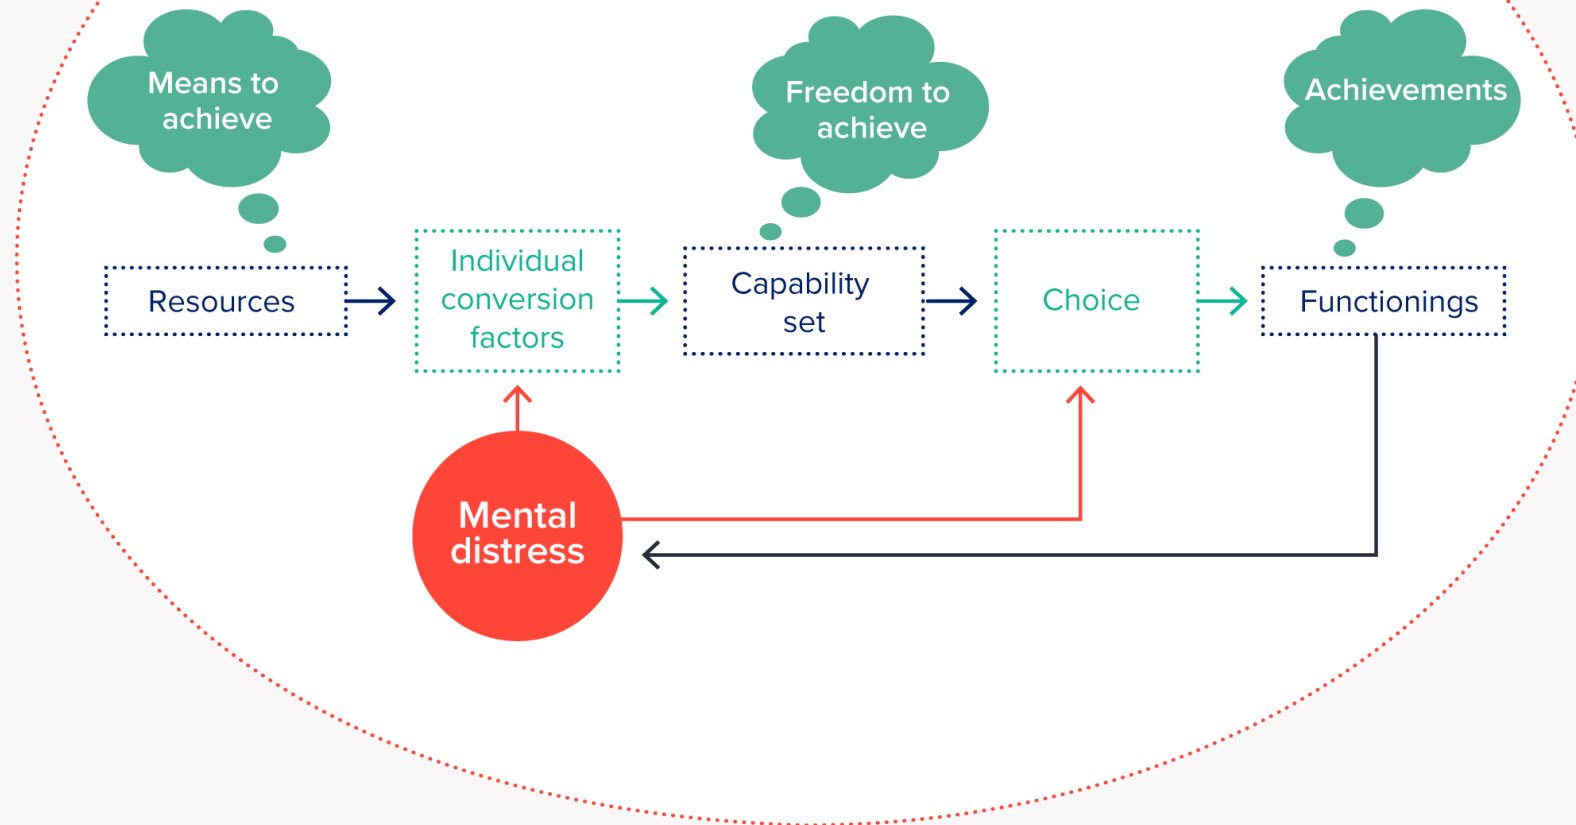 Means to
achieve
Freedom to
achieve
Achievements
Resources
Individual
conversion
factors
Capability
set
Choice
Functionings
Mental
distress